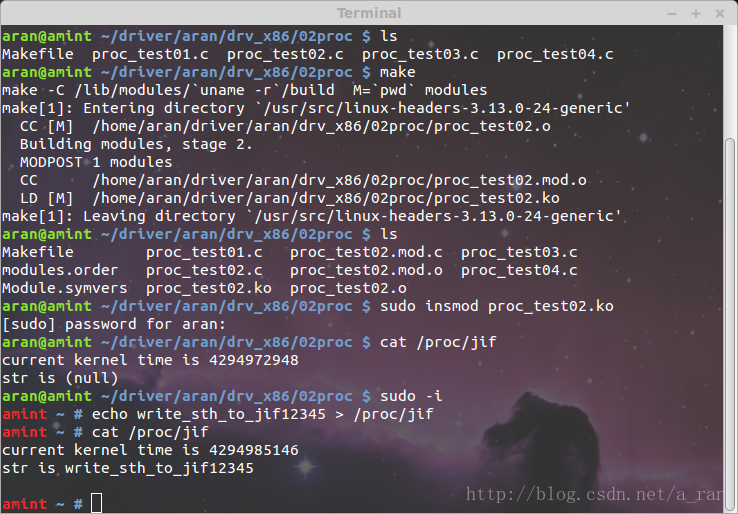 Terminal
aran@amint ~/driver/aran/drv_x86/02proc $ ls
Makefile  proc_test01.c  proc_test02.c  proc_test03.c  proc_test04.c
aran@amint ~/driver/aran/drv_x86/02proc $ make
make -C /lib/modules/`uname -r`/build  M=`pwd` modules
make[1]: Entering directory `/usr/src/linux-headers-3.13.0-24-generic'
  CC [M]  /home/aran/driver/aran/drv_x86/02proc/proc_test02.o
  Building modules, stage 2.
  MODPOST 1 modules
  CC      /home/aran/driver/aran/drv_x86/02proc/proc_test02.mod.o
  LD [M]  /home/aran/driver/aran/drv_x86/02proc/proc_test02.ko
make[1]: Leaving directory `/usr/src/linux-headers-3.13.0-24-generic'
aran@amint ~/driver/aran/drv_x86/02proc $ ls
Makefile        proc_test01.c   proc_test02.mod.c  proc_test03.c
modules.order   proc_test02.c   proc_test02.mod.o  proc_test04.c
Module.symvers  proc_test02.ko  proc_test02.o
aran@amint ~/driver/aran/drv_x86/02proc $ sudo insmod proc_test02.ko
[sudo] password for aran:
aran@amint ~/driver/aran/drv_x86/02proc $ cat /proc/jif
current kernel time is 4294972948
str is (null)
aran@amint ~/driver/aran/drv_x86/02proc $ sudo -i
amint ~ # echo write_sth_to_jif12345 > /proc/jif
amint ~ # cat /proc/jif
current kernel time is 4294985146
str is write_sth_to_jif12345
amint ~ #
http://blog.csdn.net/a_ran